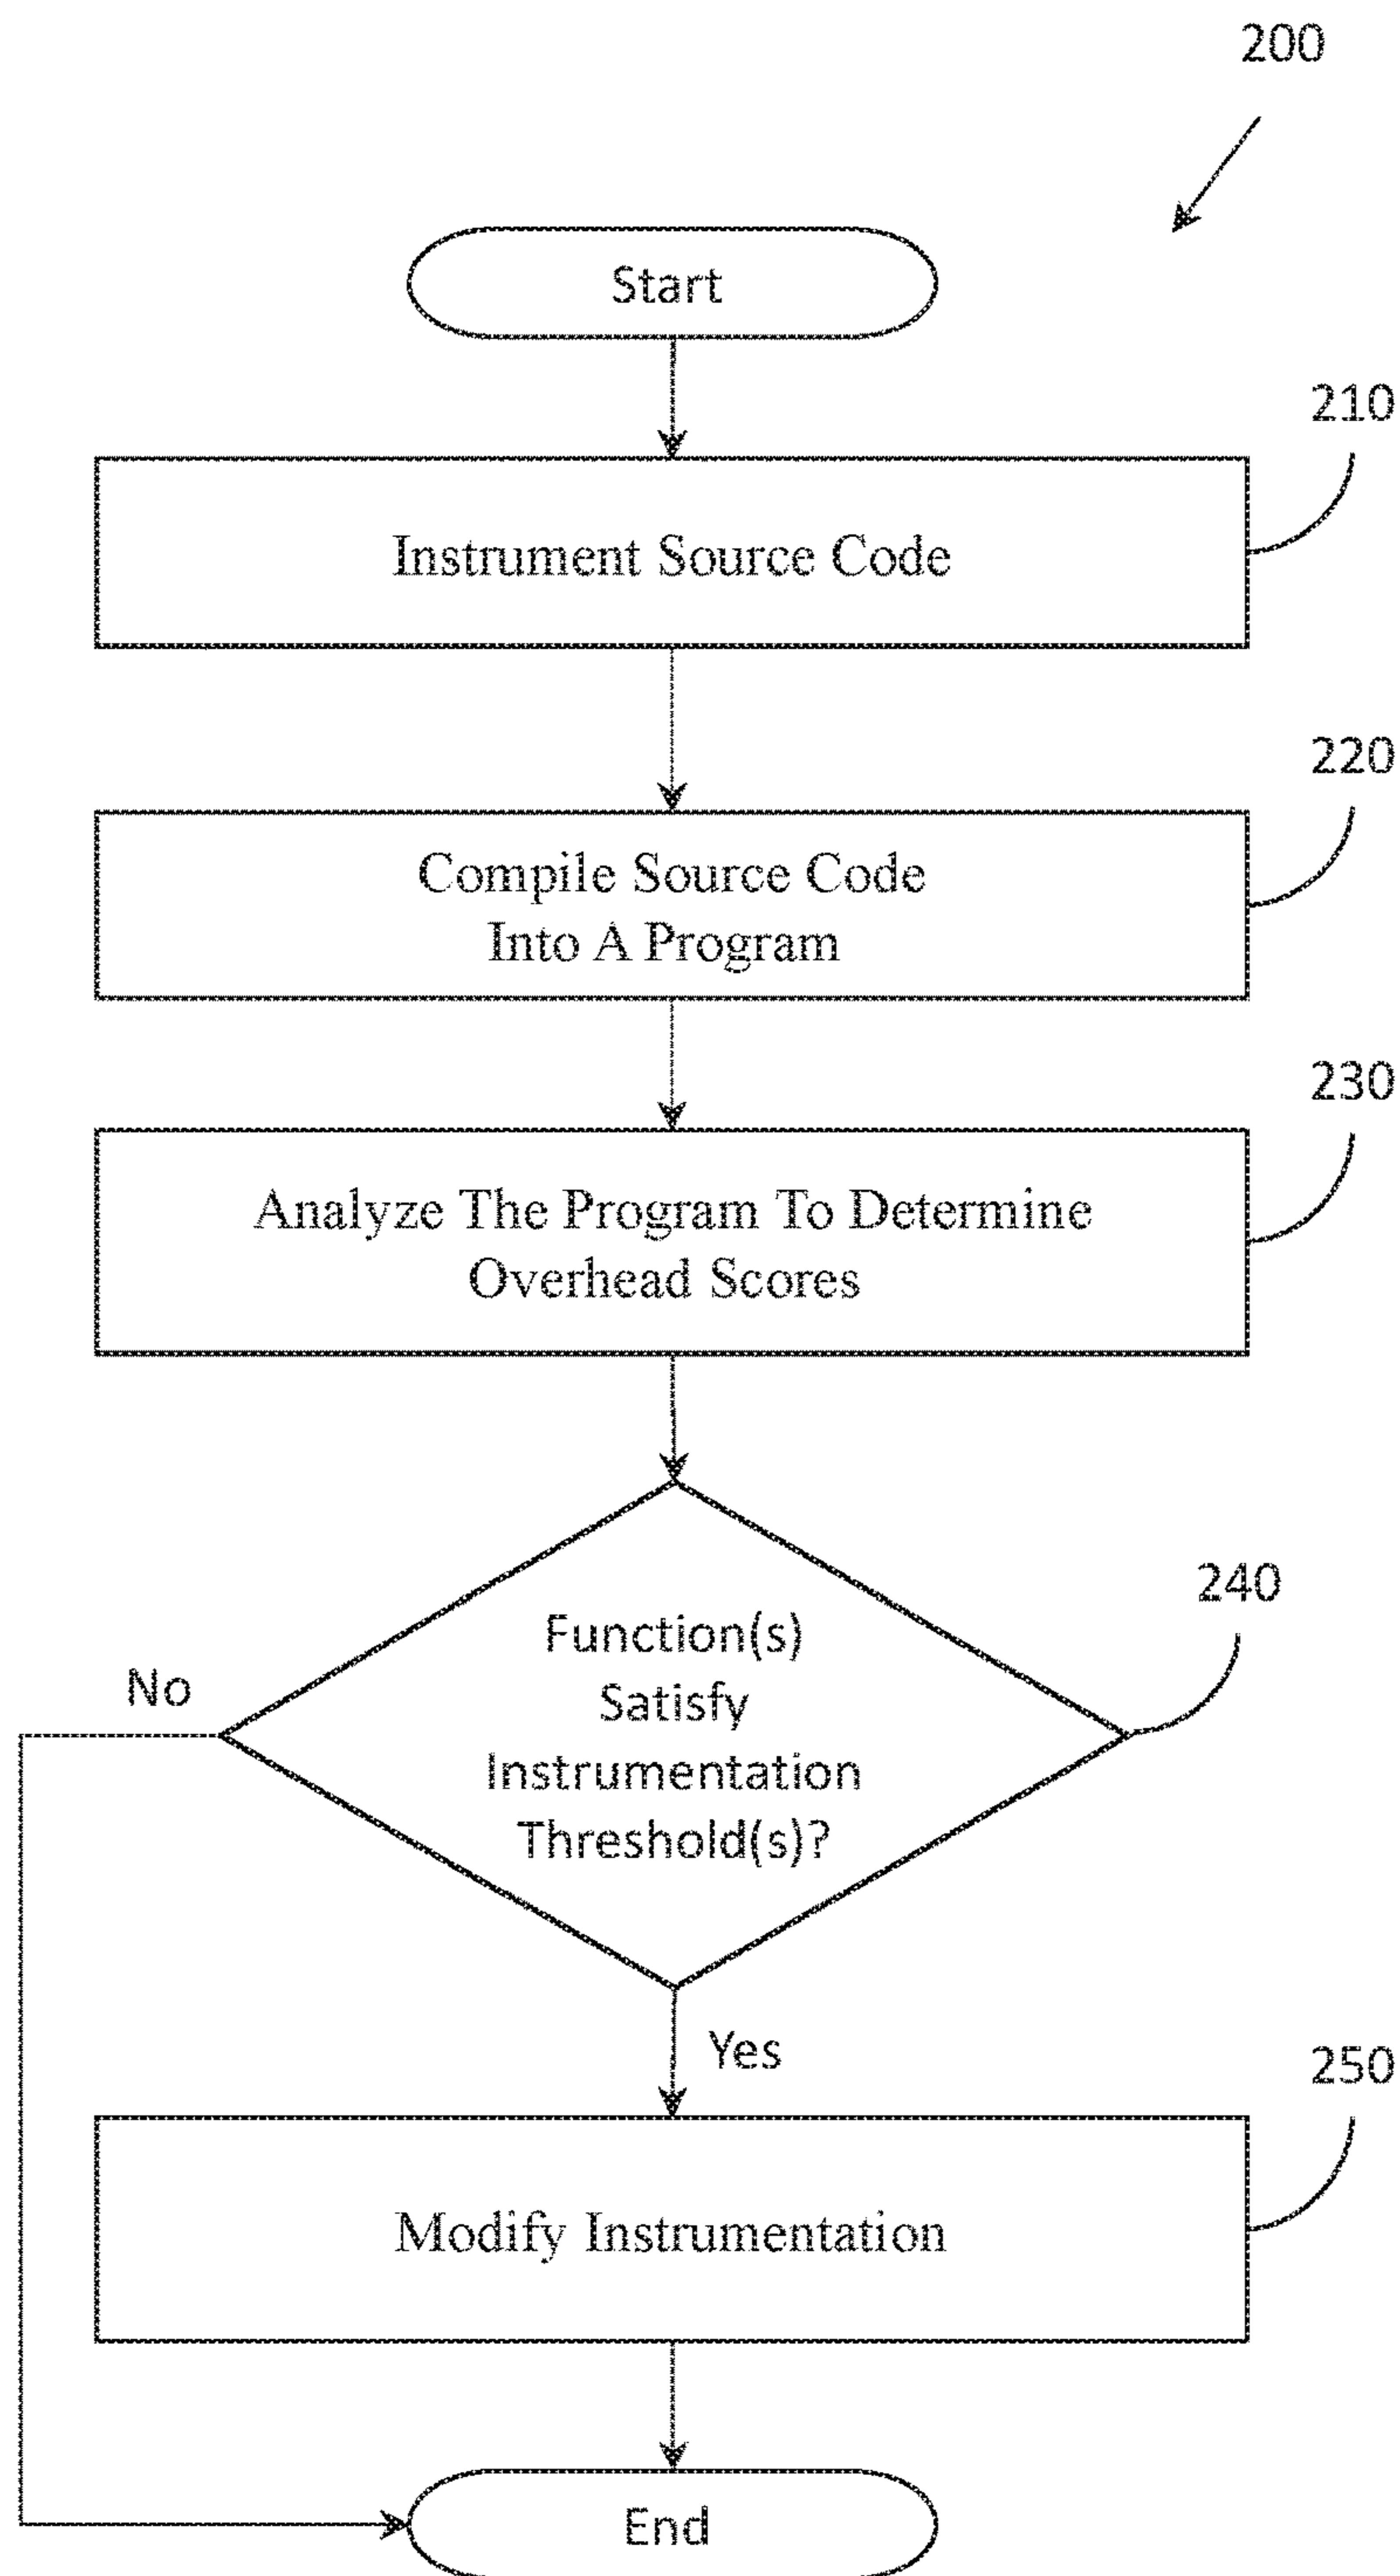 200
Start
210
Instrument Source Code
220
Compile Source Code
Into A Program
230
Analyze The Program To Determine
Overhead Scores
240
Function(s)
Satisfy
Instrumentation
Threshold(s)?
No
Yes
250
Modify Instrumentation
End